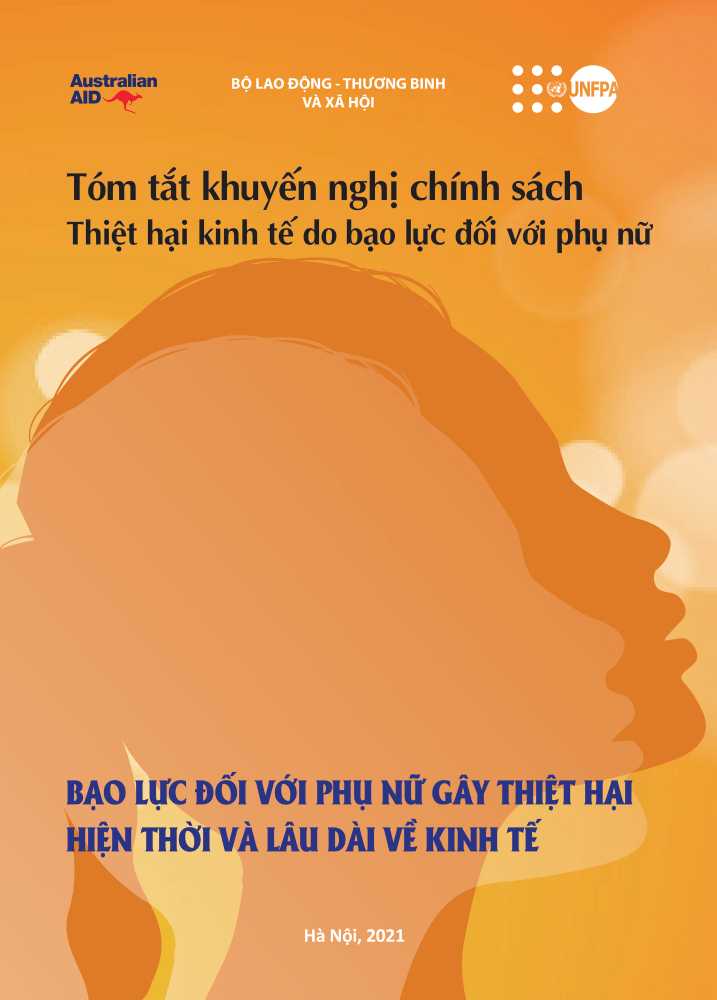 Australian
AID
BỘ LAO ĐỘNG - THƯƠNG BINH
VÀ XÃ HỘI
UNFPA
Tóm tắt khuyến nghị chính sách
Thiệt hại kinh tế do bạo lực đối với phụ nữ
BẠO LỰC ĐỐI VỚI PHỤ NỮ GÂY THIỆT HẠI
HIỆN THỜI VÀ LÂU DÀI VỀ KINH TẾ
Hà Nội, 2021